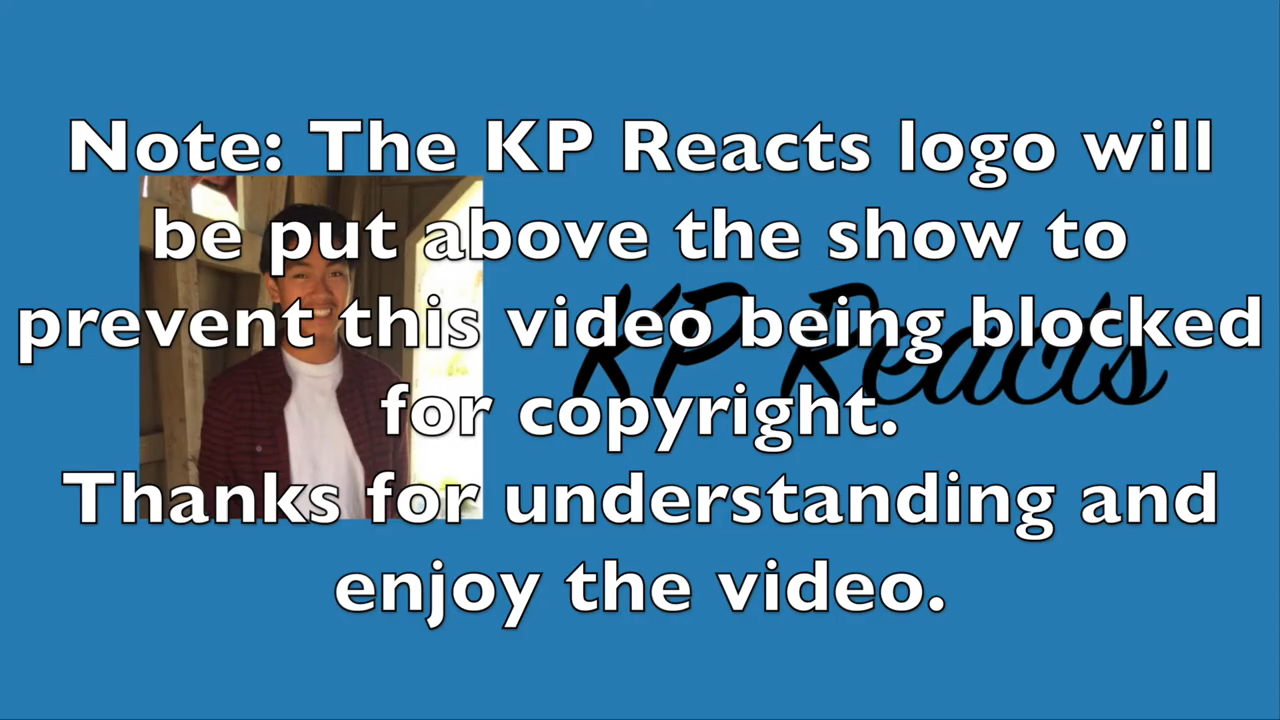 Note: The KP Reacts logo will
be put above the show to
prevent this video being blocked
for copyright.
Thanks for understanding and
enjoy the video.
KP Reacts